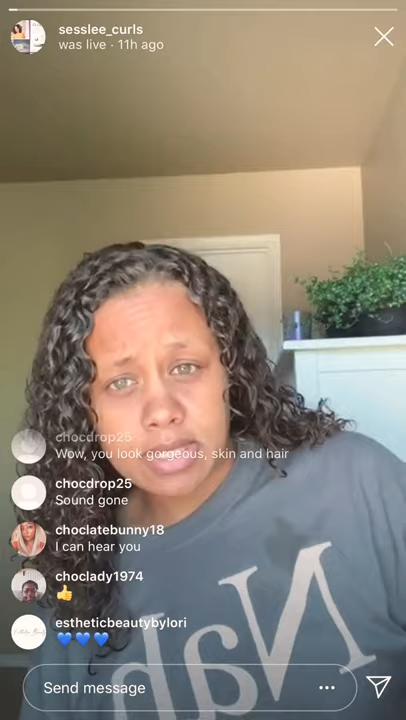 sesslee_curls
was live · 11h ago
chocdrop25
Wow, you look gorgeous, skin and hair
chocdrop25
Sound gone
choclatebunny18
I can hear you
choclady1974
👍
estheticbeautybylori
💙💙💙
Send message